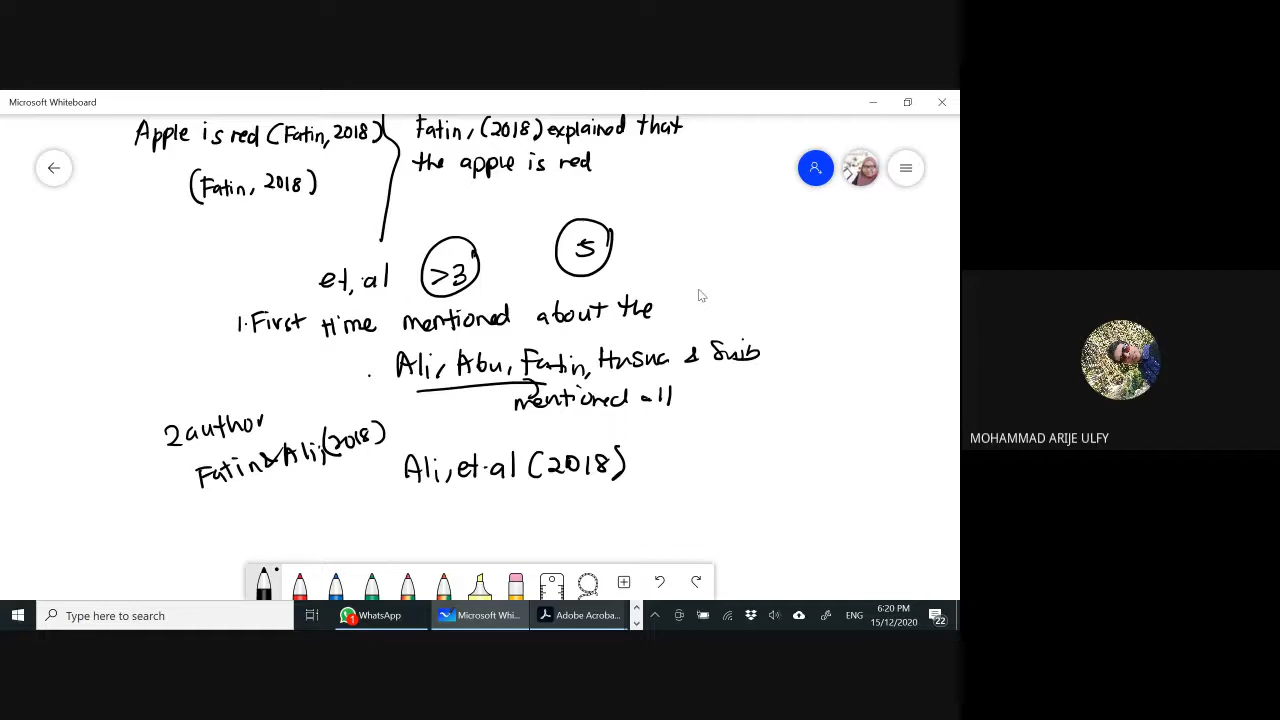 Microsoft Whiteboard
Apple is red (Fatin, 2018)
(Fatin, 2018)
Fatin, (2018) explained that
the apple is red
et, al >3 5
1. First time mentioned about the
Ali, Abu, Fatin, Husna &
mentioned all
2 author
Fatin & Ali, (2018)
Ali, et.al (2018)
MOHAMMAD ARIJE ULFY
Type here to search
WhatsApp
1
Microsoft Whi...
Adobe Acroba...
ENG
6:20 PM
15/12/2020
22